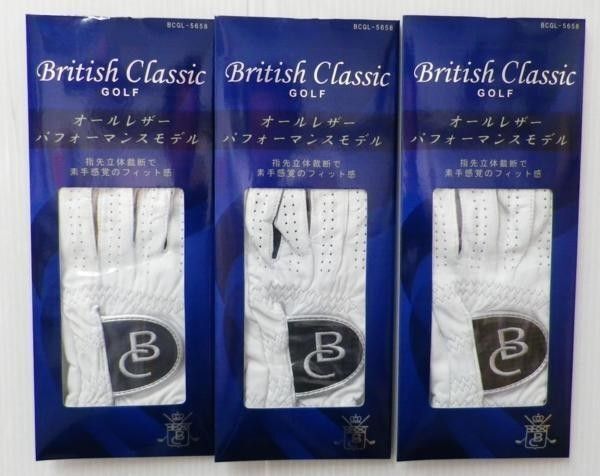 BCGL-5658
British Classic
GOLF
オールレザー
パフォーマンスモデル
指先立体裁断で
素手感覚のフィット感
BC
BC
BCGL-5658
British Classic
GOLF
オールレザー
パフォーマンスモデル
指先立体裁断で
素手感覚のフィット感
BC
BC
BCGL-5658
British Classic
GOLF
オールレザー
パフォーマンスモデル
指先立体裁断で
素手感覚のフィット感
BC
BC